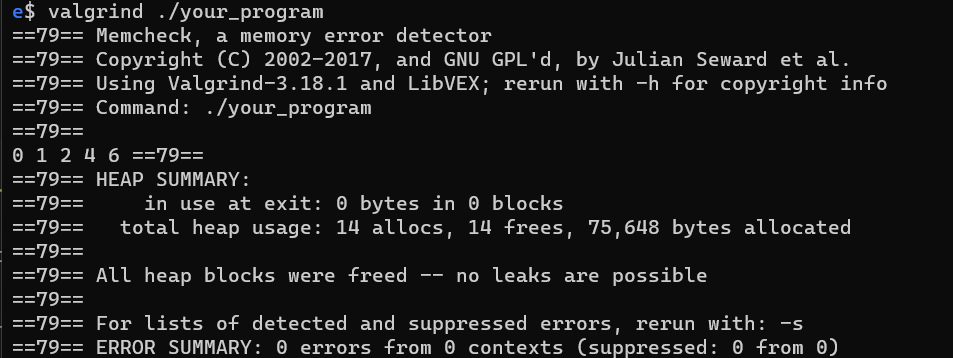 e$ valgrind ./your_program
==79== Memcheck, a memory error detector
==79== Copyright (C) 2002-2017, and GNU GPL'd, by Julian Seward et al.
==79== Using Valgrind-3.18.1 and LibVEX; rerun with -h for copyright info
==79== Command: ./your_program
==79==
0 1 2 4 6 ==79==
==79== HEAP SUMMARY:
==79==     in use at exit: 0 bytes in 0 blocks
==79==   total heap usage: 14 allocs, 14 frees, 75,648 bytes allocated
==79==
==79== All heap blocks were freed -- no leaks are possible
==79==
==79== For lists of detected and suppressed errors, rerun with: -s
==79== ERROR SUMMARY: 0 errors from 0 contexts (suppressed: 0 from 0)